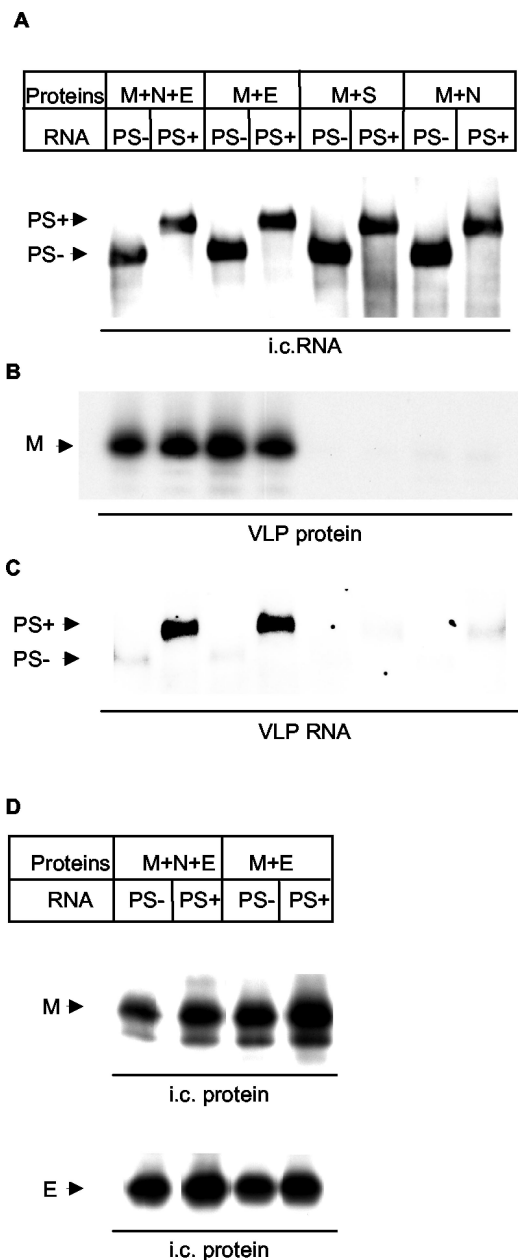 A
Proteins M+N+E M+E M+S M+N
RNA PS- PS+ PS- PS+ PS- PS+ PS- PS+
PS+
PS-
i.c.RNA
B
M
VLP protein
C
PS+
PS-
VLP RNA
D
Proteins M+N+E M+E
RNA PS- PS+ PS- PS+
M
i.c. protein
E
i.c. protein